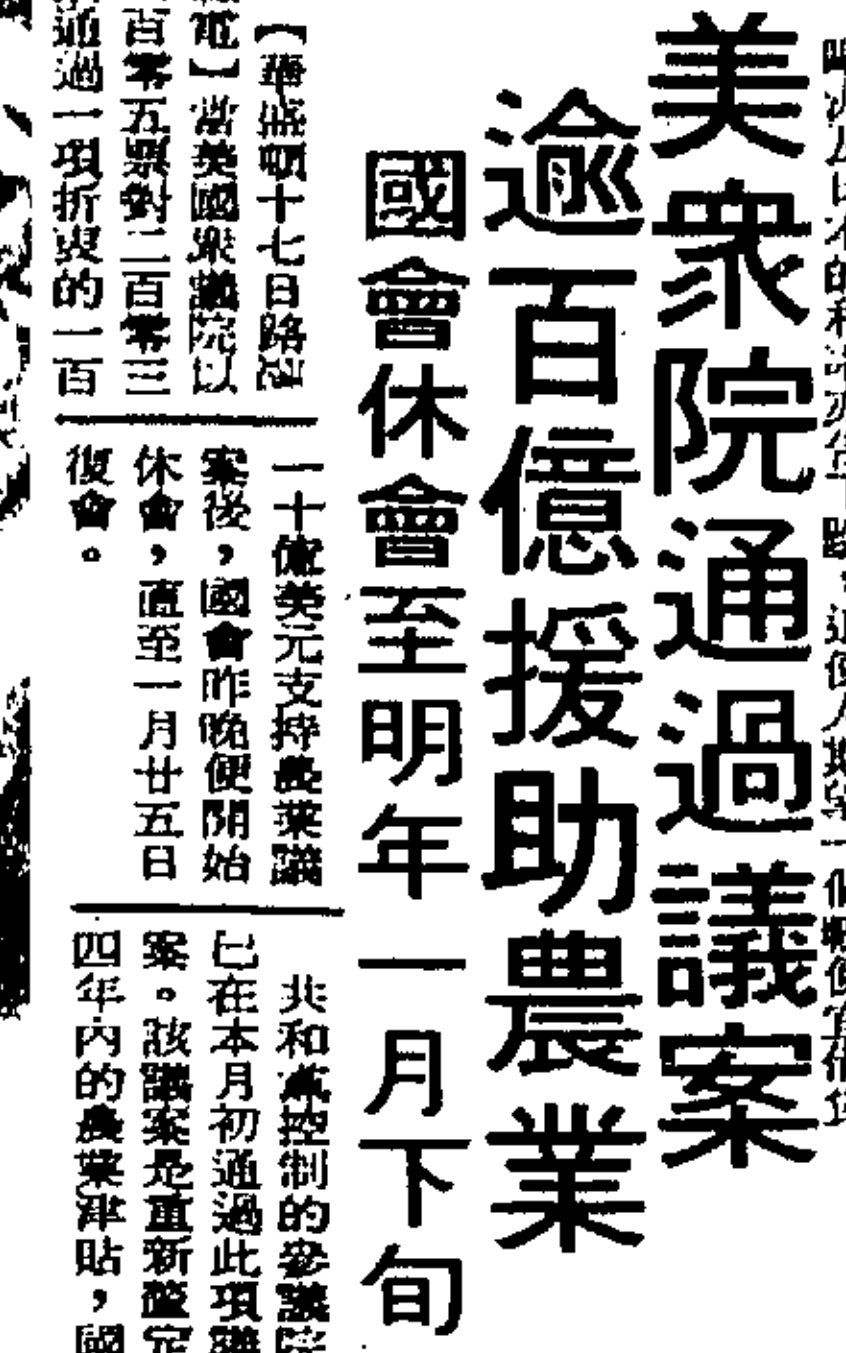 美衆院通過議案
逾百億援助農業
國會休會至明年一月下旬
【華盛頓十七日路透
電】當美國衆議院以
百零五票對二百零三
通過一項折衷的一百
一十億美元支持農業議
案後，國會昨晚便開始
休會，直至一月廿五日
復會。
共和黨控制的參議院
已在本月初通過此項議
案。該議案是重新釐定
四年內的農業津貼，國